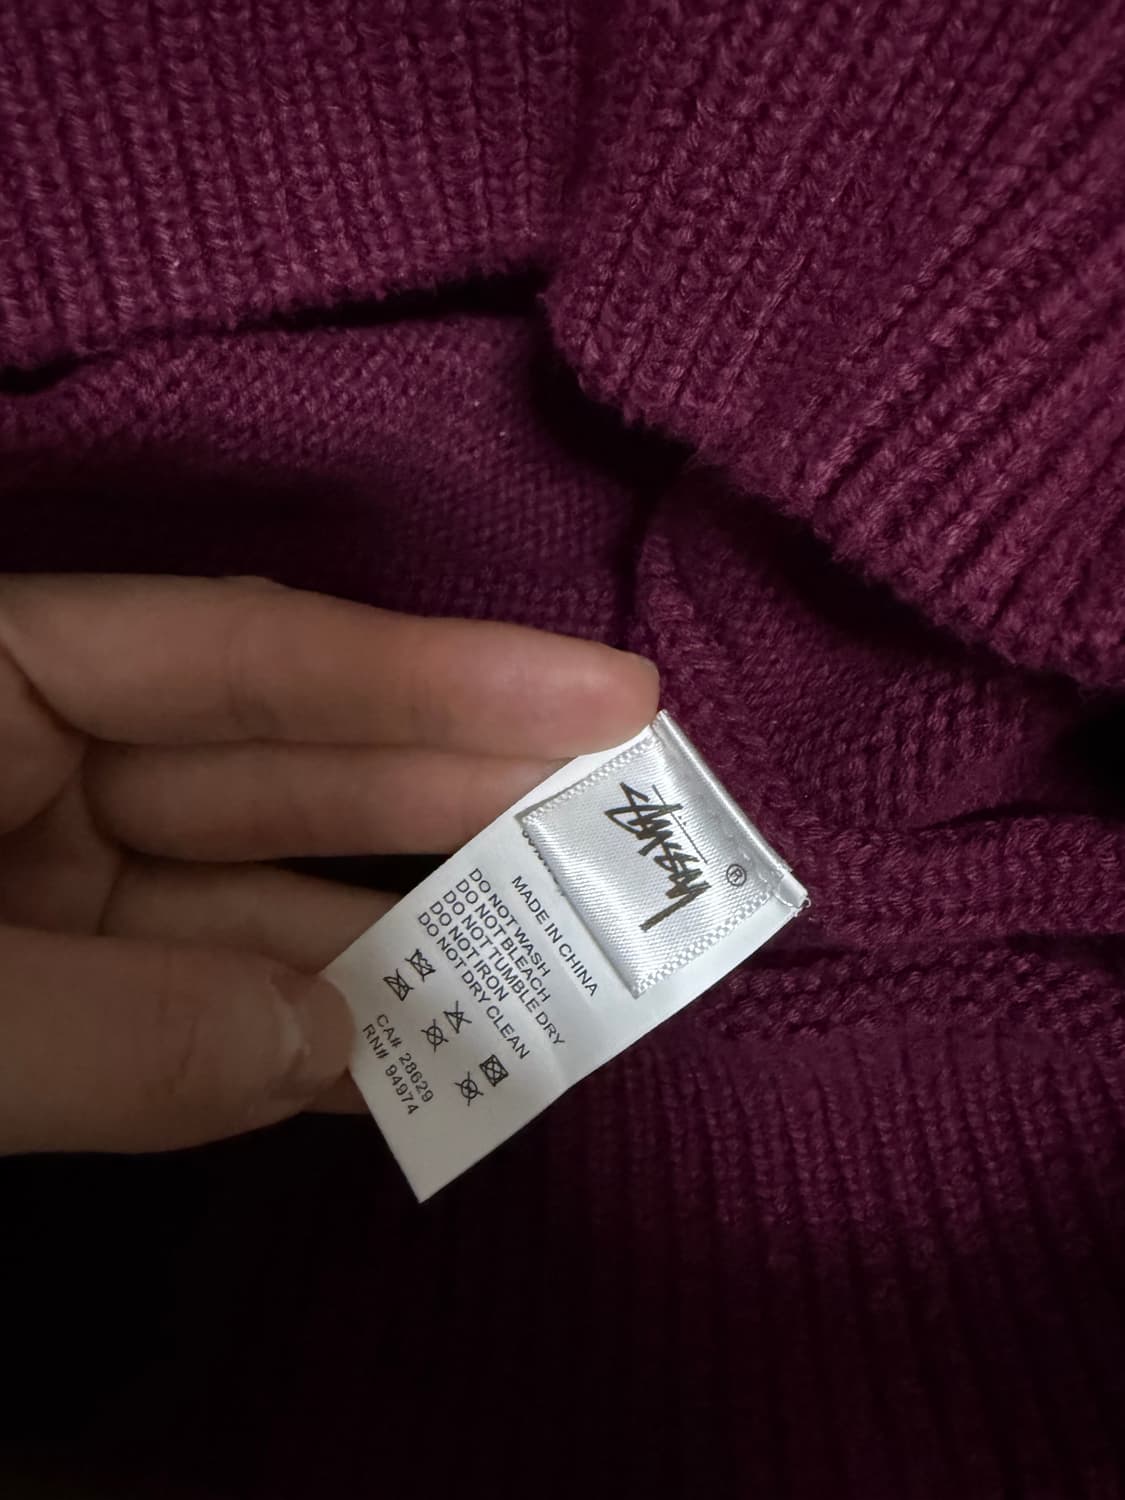 STÜSSY ®
MADE IN CHINA
DO NOT WASH
DO NOT BLEACH
DO NOT TUMBLE DRY
DO NOT IRON
DO NOT DRY CLEAN
CA# 28629
RN# 94974